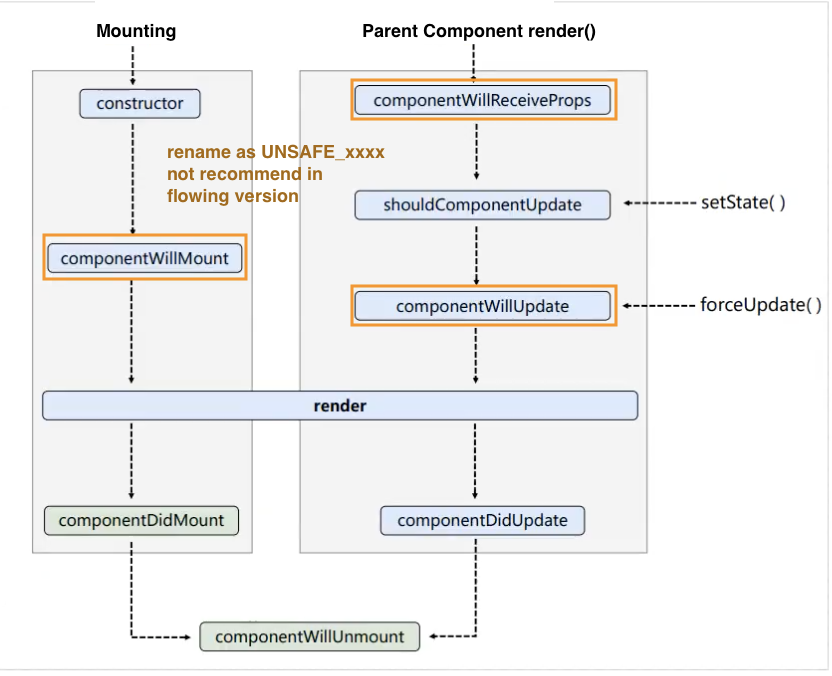 Mounting
Parent Component render()
constructor
componentWillReceiveProps
rename as UNSAFE_xxxx
not recommend in
flowing version
shouldComponentUpdate
setState( )
componentWillMount
componentWillUpdate
forceUpdate( )
render
componentDidMount
componentDidUpdate
componentWillUnmount